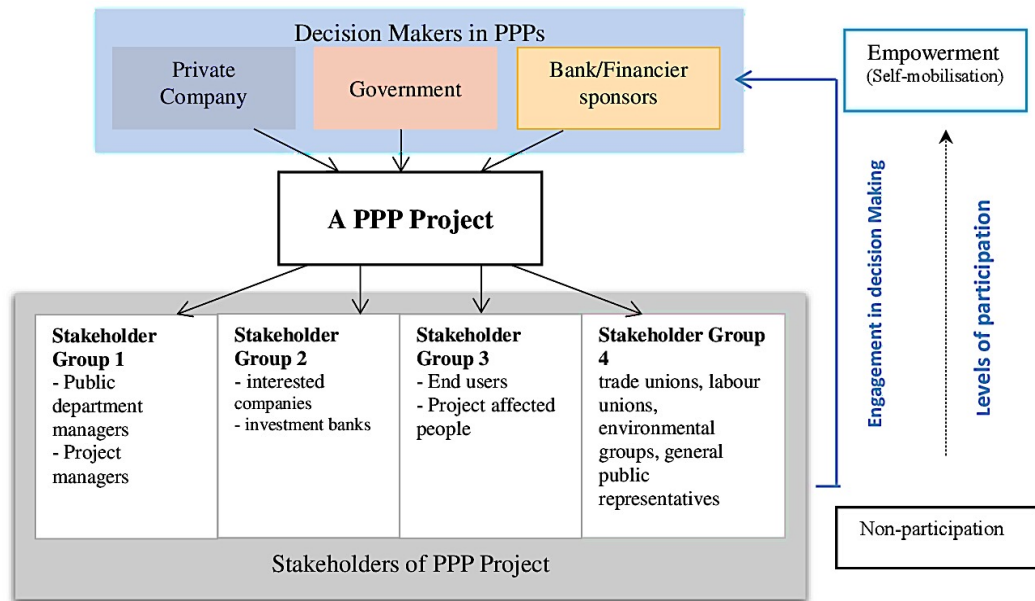 Decision Makers in PPPs
Private
Company
Government
Bank/Financier
sponsors
Empowerment
(Self-mobilisation)
A PPP Project
Engagement in decision Making
Levels of participation
Stakeholder
Group 1
- Public
department
managers
- Project
managers
Stakeholder
Group 2
- interested
companies
- investment banks
Stakeholder
Group 3
- End users
- Project affected
people
Stakeholder Group
4
trade unions, labour
unions,
environmental
groups, general
public
representatives
Non-participation
Stakeholders of PPP Project